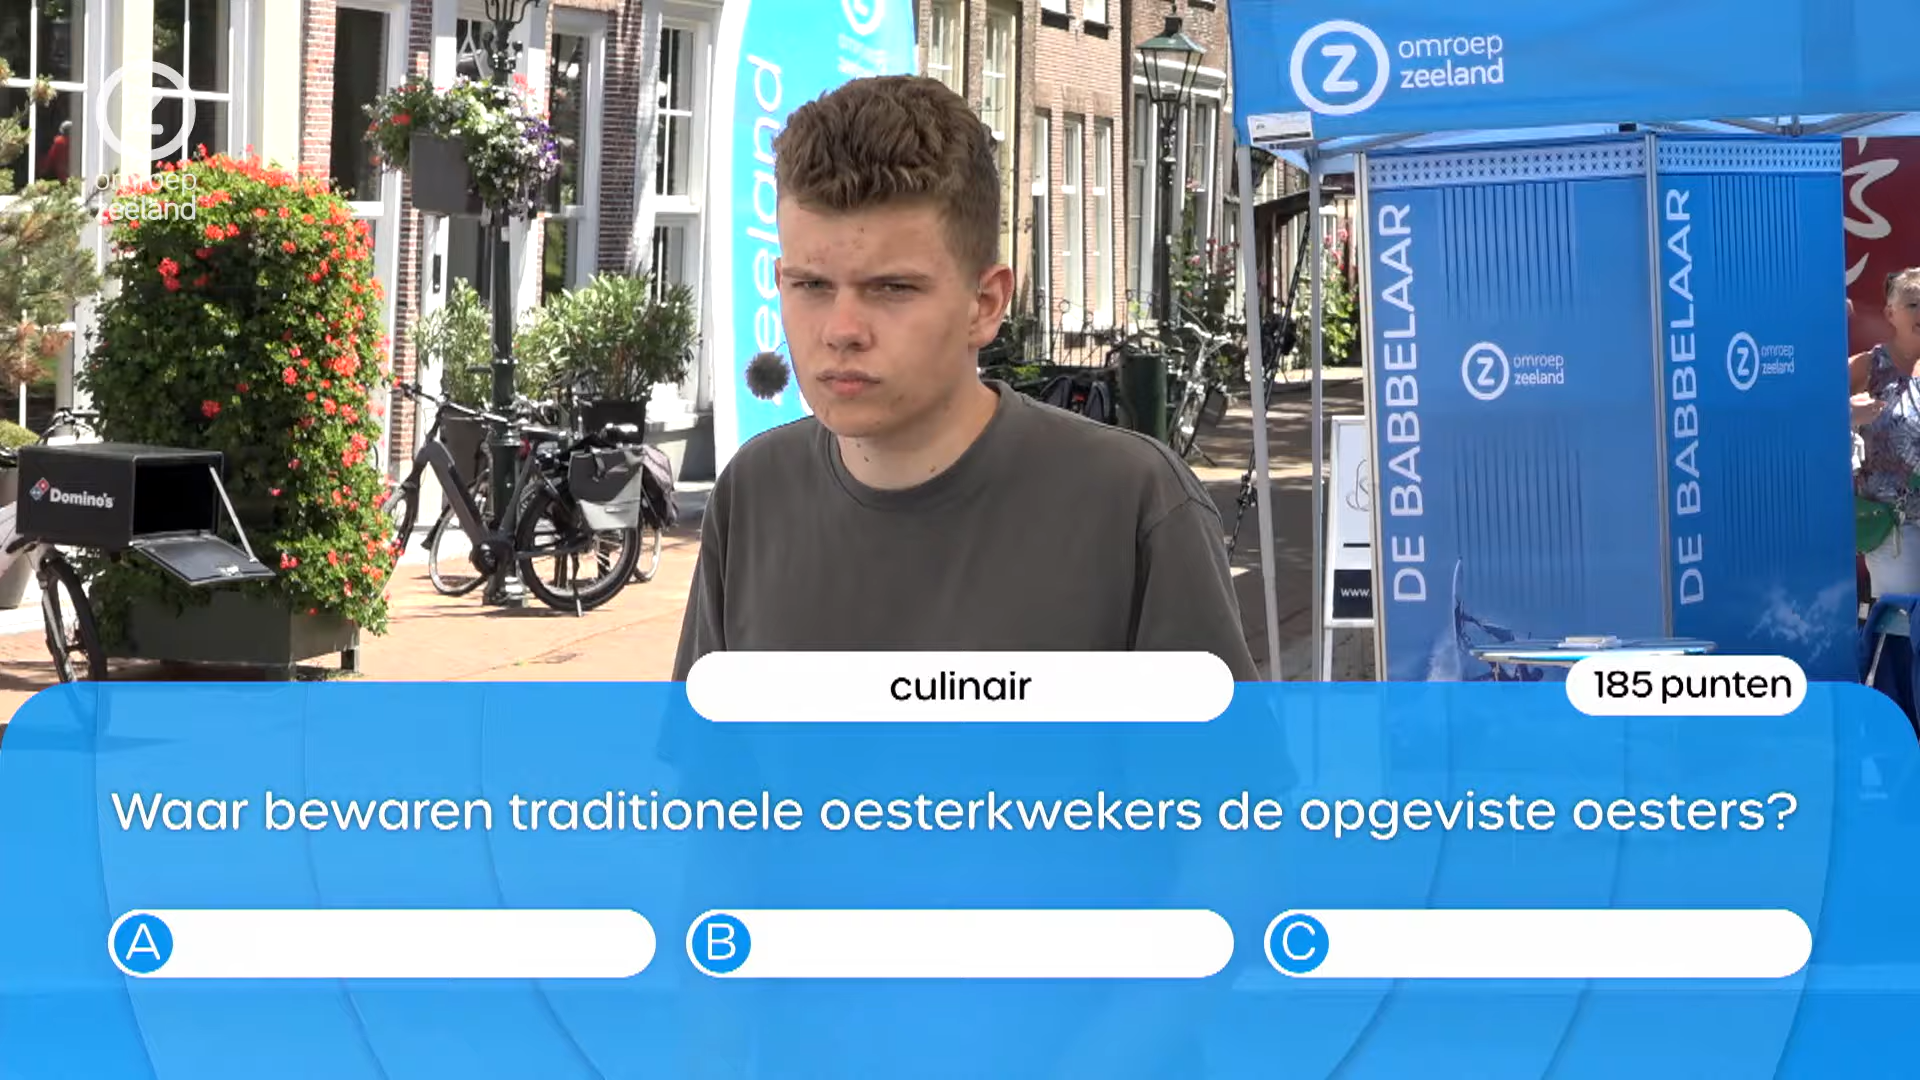 omroep
zeeland
zeeland
omroep
zeeland
Domino's
DE BABBELAAR
omroep
zeeland
DE BABBELAAR
omroep
zeeland
www.
culinair
185 punten
Waar bewaren traditionele oesterkwekers de opgeviste oesters?
A
B
C